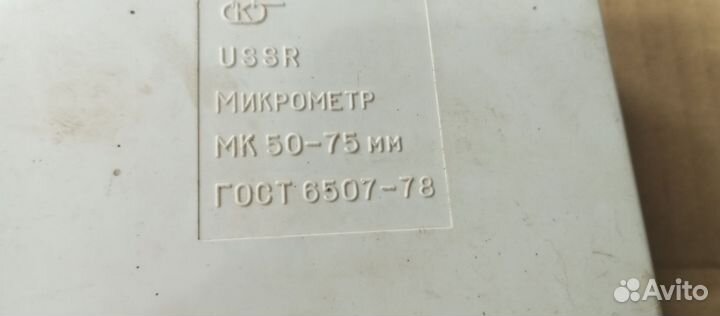 USSR
МИКРОМЕТР
МК 50-75 мм
ГОСТ 6507-78
Avito